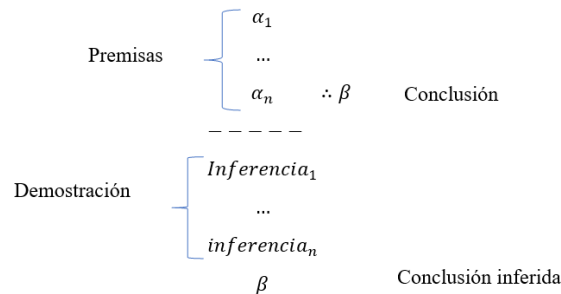 α₁
Premisas ...
αₙ ∴ β Conclusión
_ _ _ _ _
Inferencia₁
Demostración
...
inferenciaₙ
β Conclusión inferida